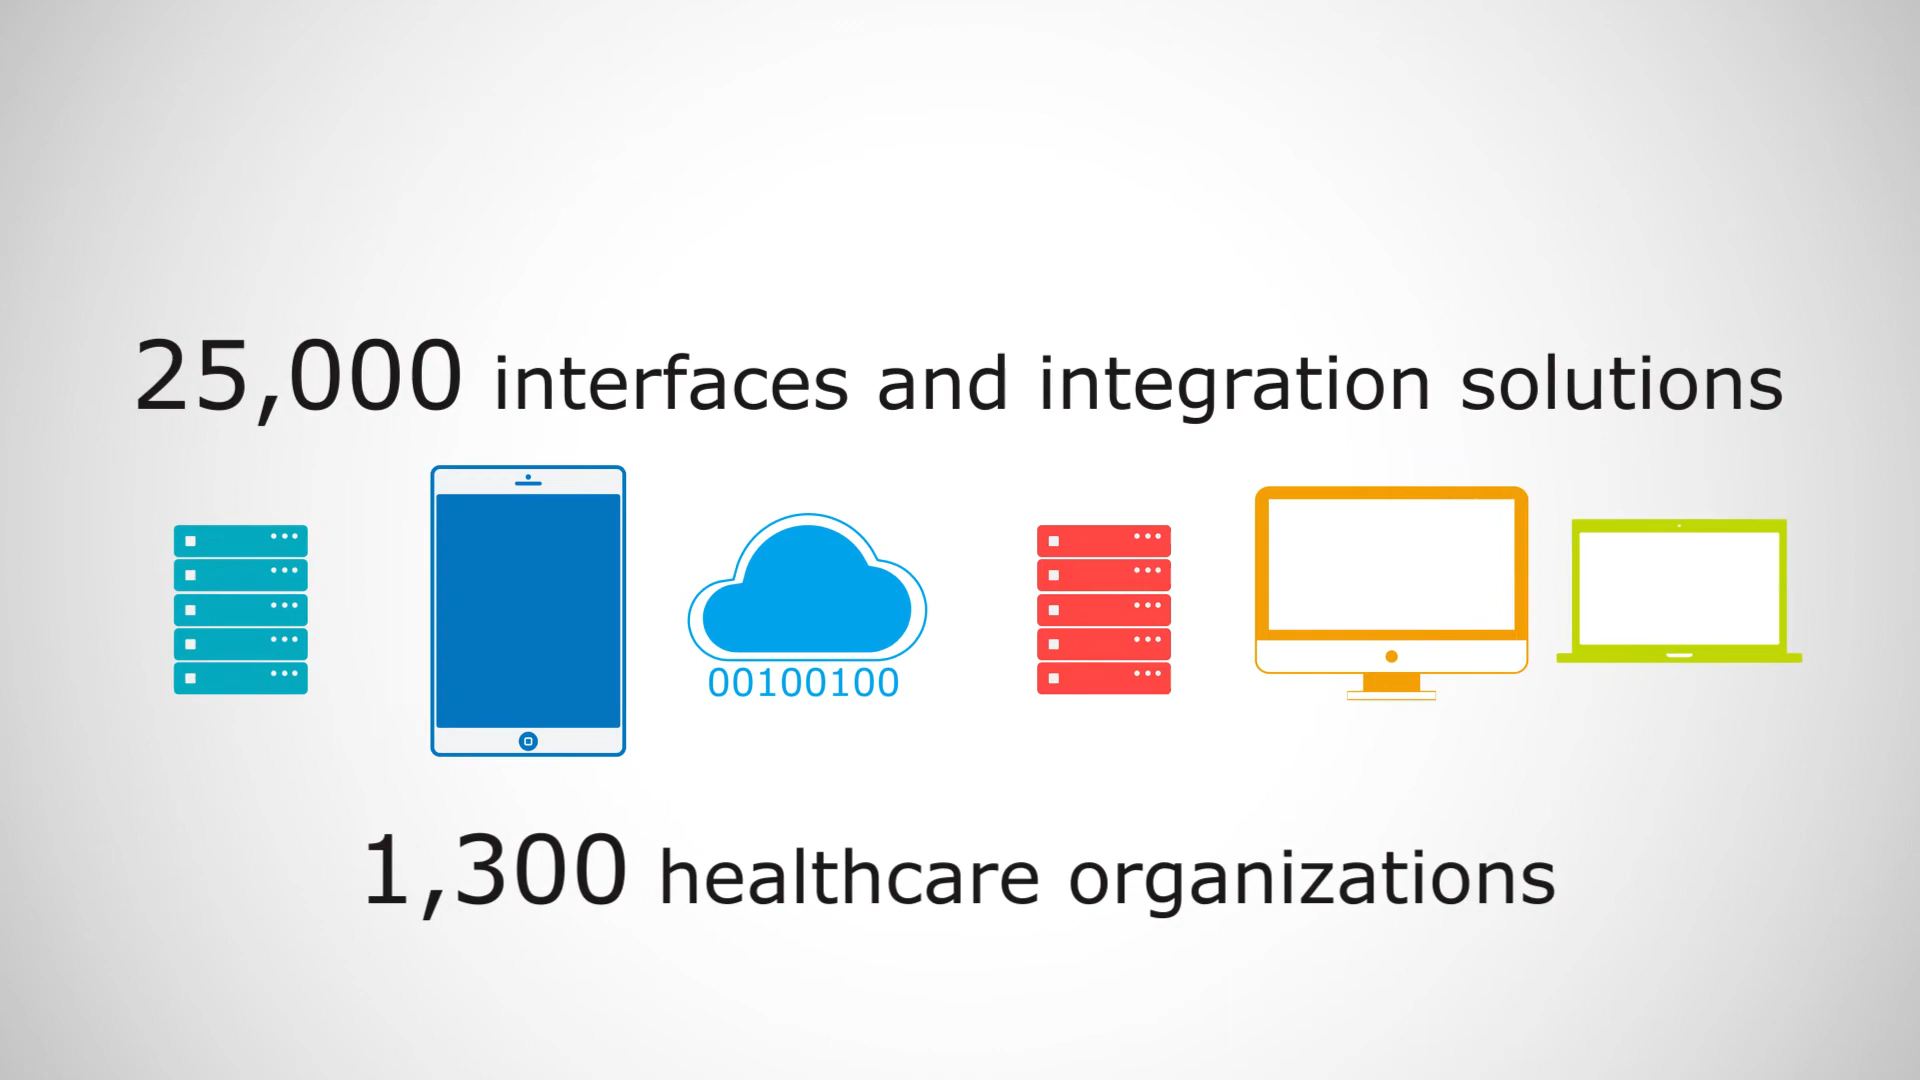 25,000 interfaces and integration solutions
00100100
1,300 healthcare organizations